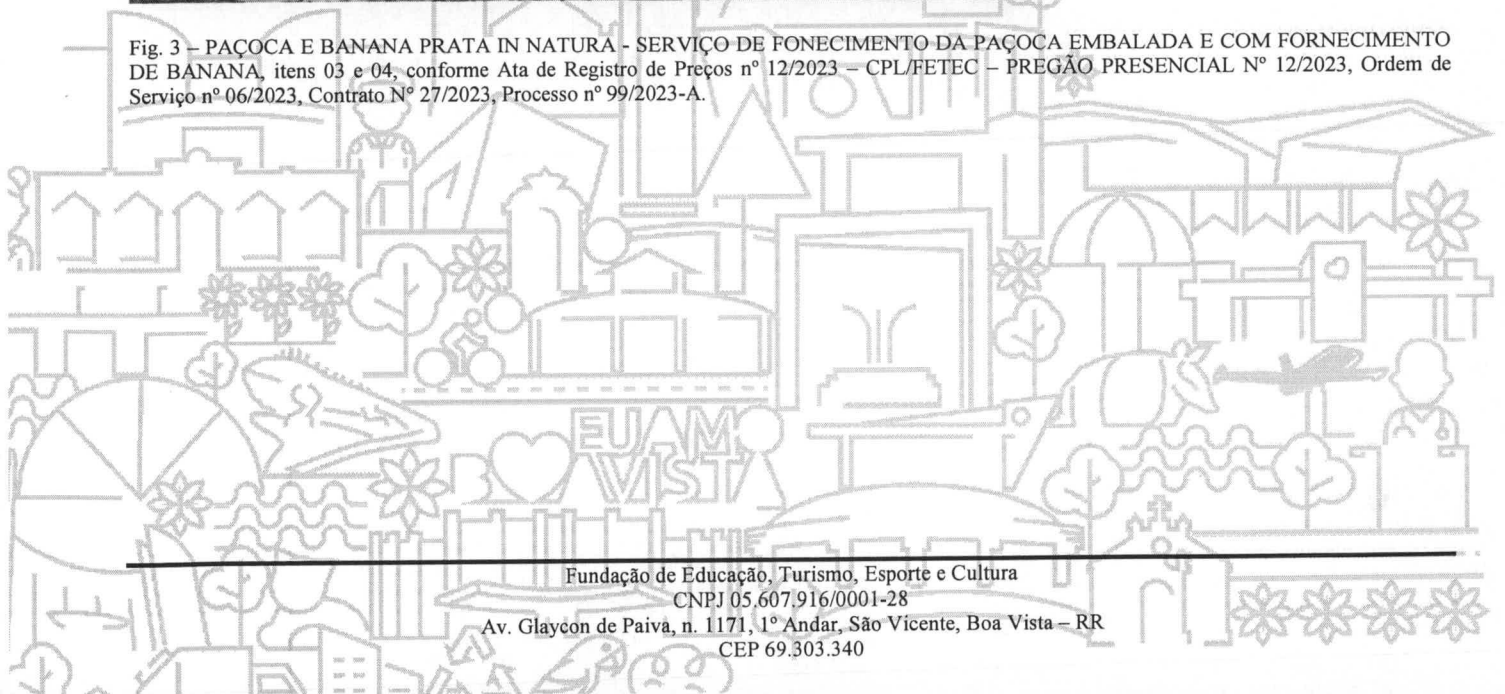 Fig. 3 – PAÇOCA E BANANA PRATA IN NATURA - SERVIÇO DE FONECIMENTO DA PAÇOCA EMBALADA E COM FORNECIMENTO
DE BANANA, itens 03 e 04, conforme Ata de Registro de Preços nº 12/2023 – CPL/FETEC – PREGÃO PRESENCIAL Nº 12/2023, Ordem de
Serviço nº 06/2023, Contrato Nº 27/2023, Processo nº 99/2023-A.
EU AM
B A VISTA
Fundação de Educação, Turismo, Esporte e Cultura
CNPJ 05.607.916/0001-28
Av. Glaycon de Paiva, n. 1171, 1º Andar, São Vicente, Boa Vista – RR
CEP 69.303.340